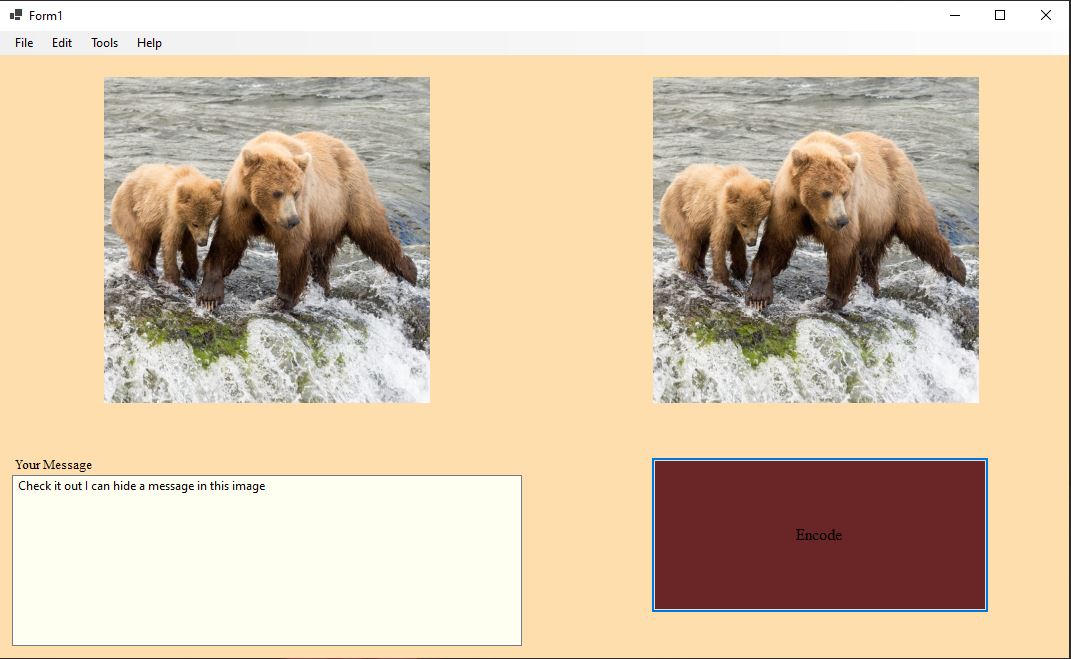 Form1
File Edit Tools Help
Your Message
Check it out I can hide a message in this image
Encode